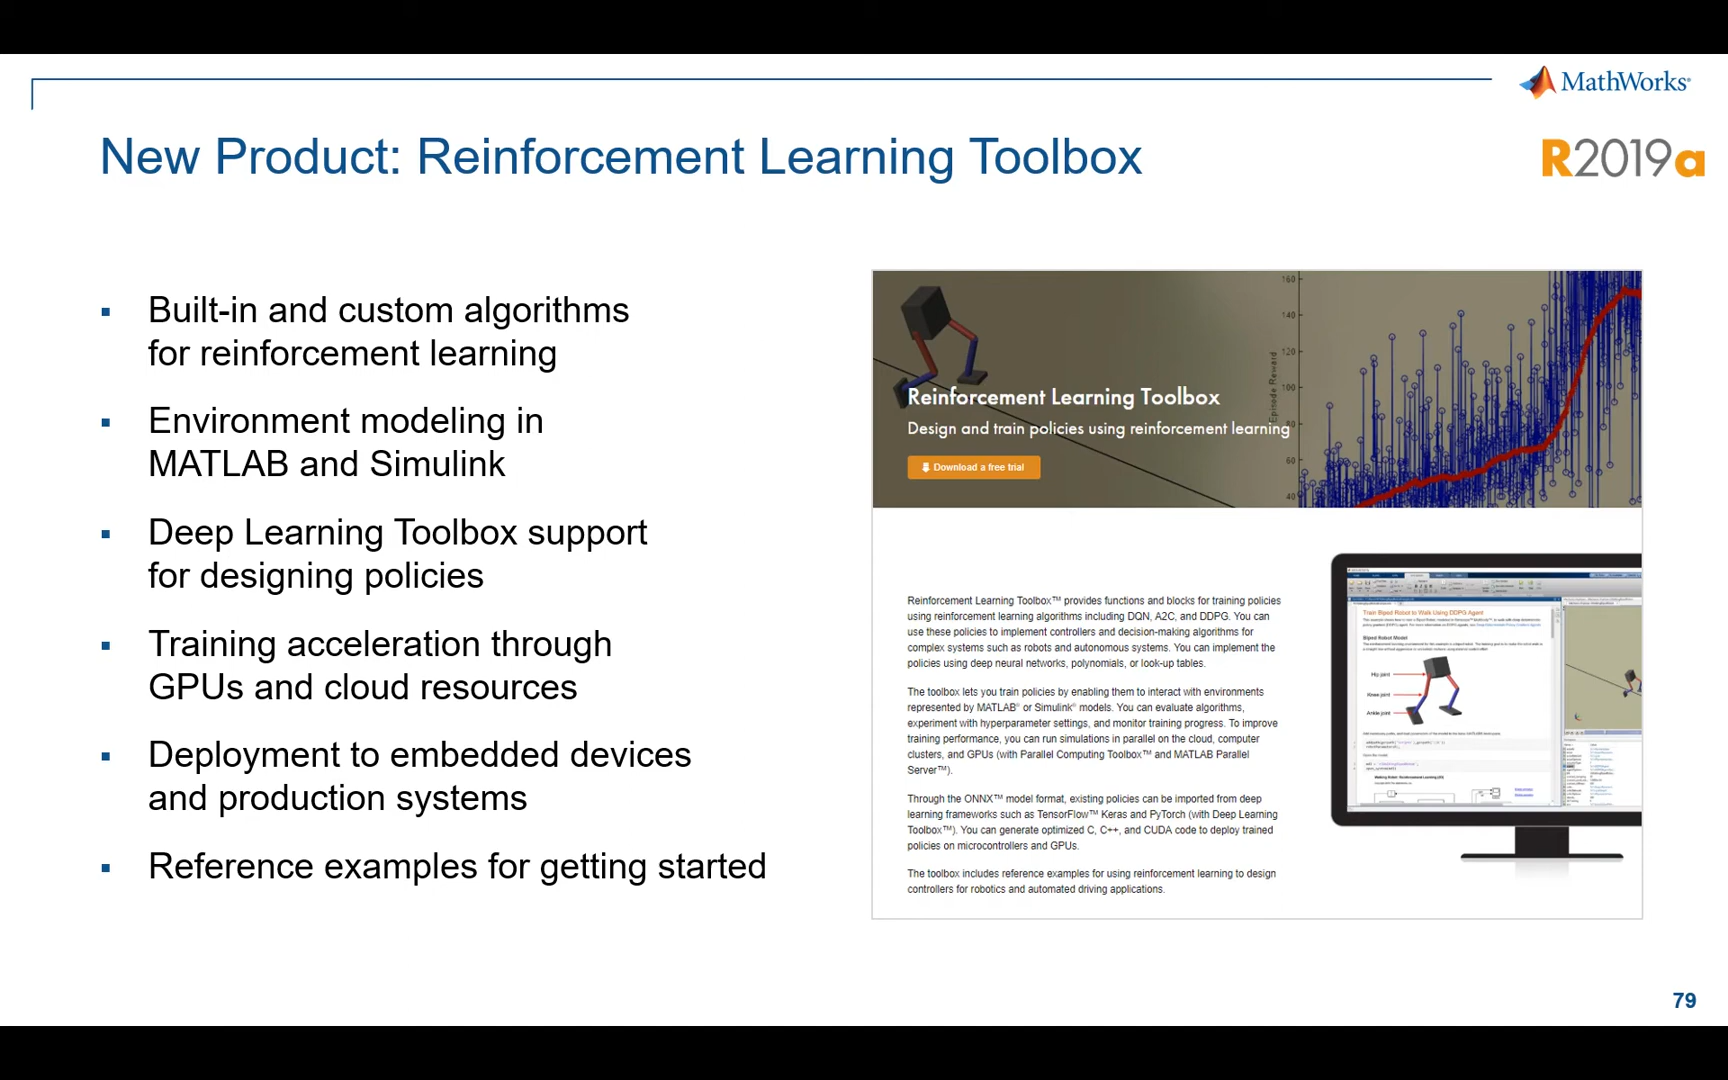 MathWorks®
New Product: Reinforcement Learning Toolbox
R2019a
▪ Built-in and custom algorithms
for reinforcement learning
▪ Environment modeling in
MATLAB and Simulink
▪ Deep Learning Toolbox support
for designing policies
▪ Training acceleration through
GPUs and cloud resources
▪ Deployment to embedded devices
and production systems
▪ Reference examples for getting started
Reinforcement Learning Toolbox
Design and train policies using reinforcement learning
Download a free trial
Episode Reward
160
140
120
100
80
60
40
Reinforcement Learning Toolbox™ provides functions and blocks for training policies
using reinforcement learning algorithms including DQN, A2C, and DDPG. You can
use these policies to implement controllers and decision-making algorithms for
complex systems such as robots and autonomous systems. You can implement the
policies using deep neural networks, polynomials, or look-up tables.
The toolbox lets you train policies by enabling them to interact with environments
represented by MATLAB® or Simulink® models. You can evaluate algorithms,
experiment with hyperparameter settings, and monitor training progress. To improve
training performance, you can run simulations in parallel on the cloud, computer
clusters, and GPUs (with Parallel Computing Toolbox™ and MATLAB Parallel
Server™).
Through the ONNX™ model format, existing policies can be imported from deep
learning frameworks such as TensorFlow™ Keras and PyTorch (with Deep Learning
Toolbox™). You can generate optimized C, C++, and CUDA code to deploy trained
policies on microcontrollers and GPUs.
The toolbox includes reference examples for using reinforcement learning to design
controllers for robotics and automated driving applications.
Train Biped Robot to Walk Using DDPG Agent
Biped Robot Model
Hip joint
Knee joint
Ankle joint
79